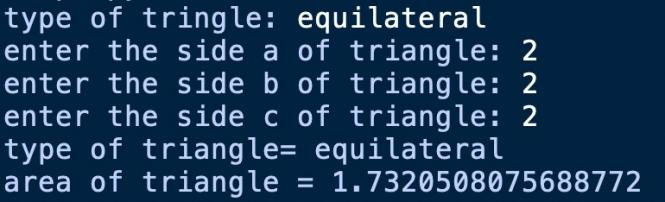 type of tringle: equilateral
enter the side a of triangle: 2
enter the side b of triangle: 2
enter the side c of triangle: 2
type of triangle= equilateral
area of triangle = 1.7320508075688772